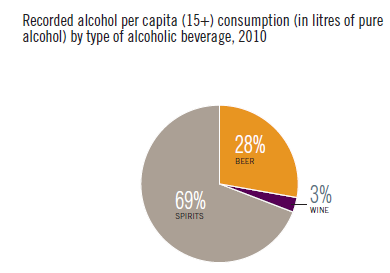 Recorded alcohol per capita (15+) consumption (in litres of pure
alcohol) by type of alcoholic beverage, 2010
28%
BEER
3%
WINE
69%
SPIRITS